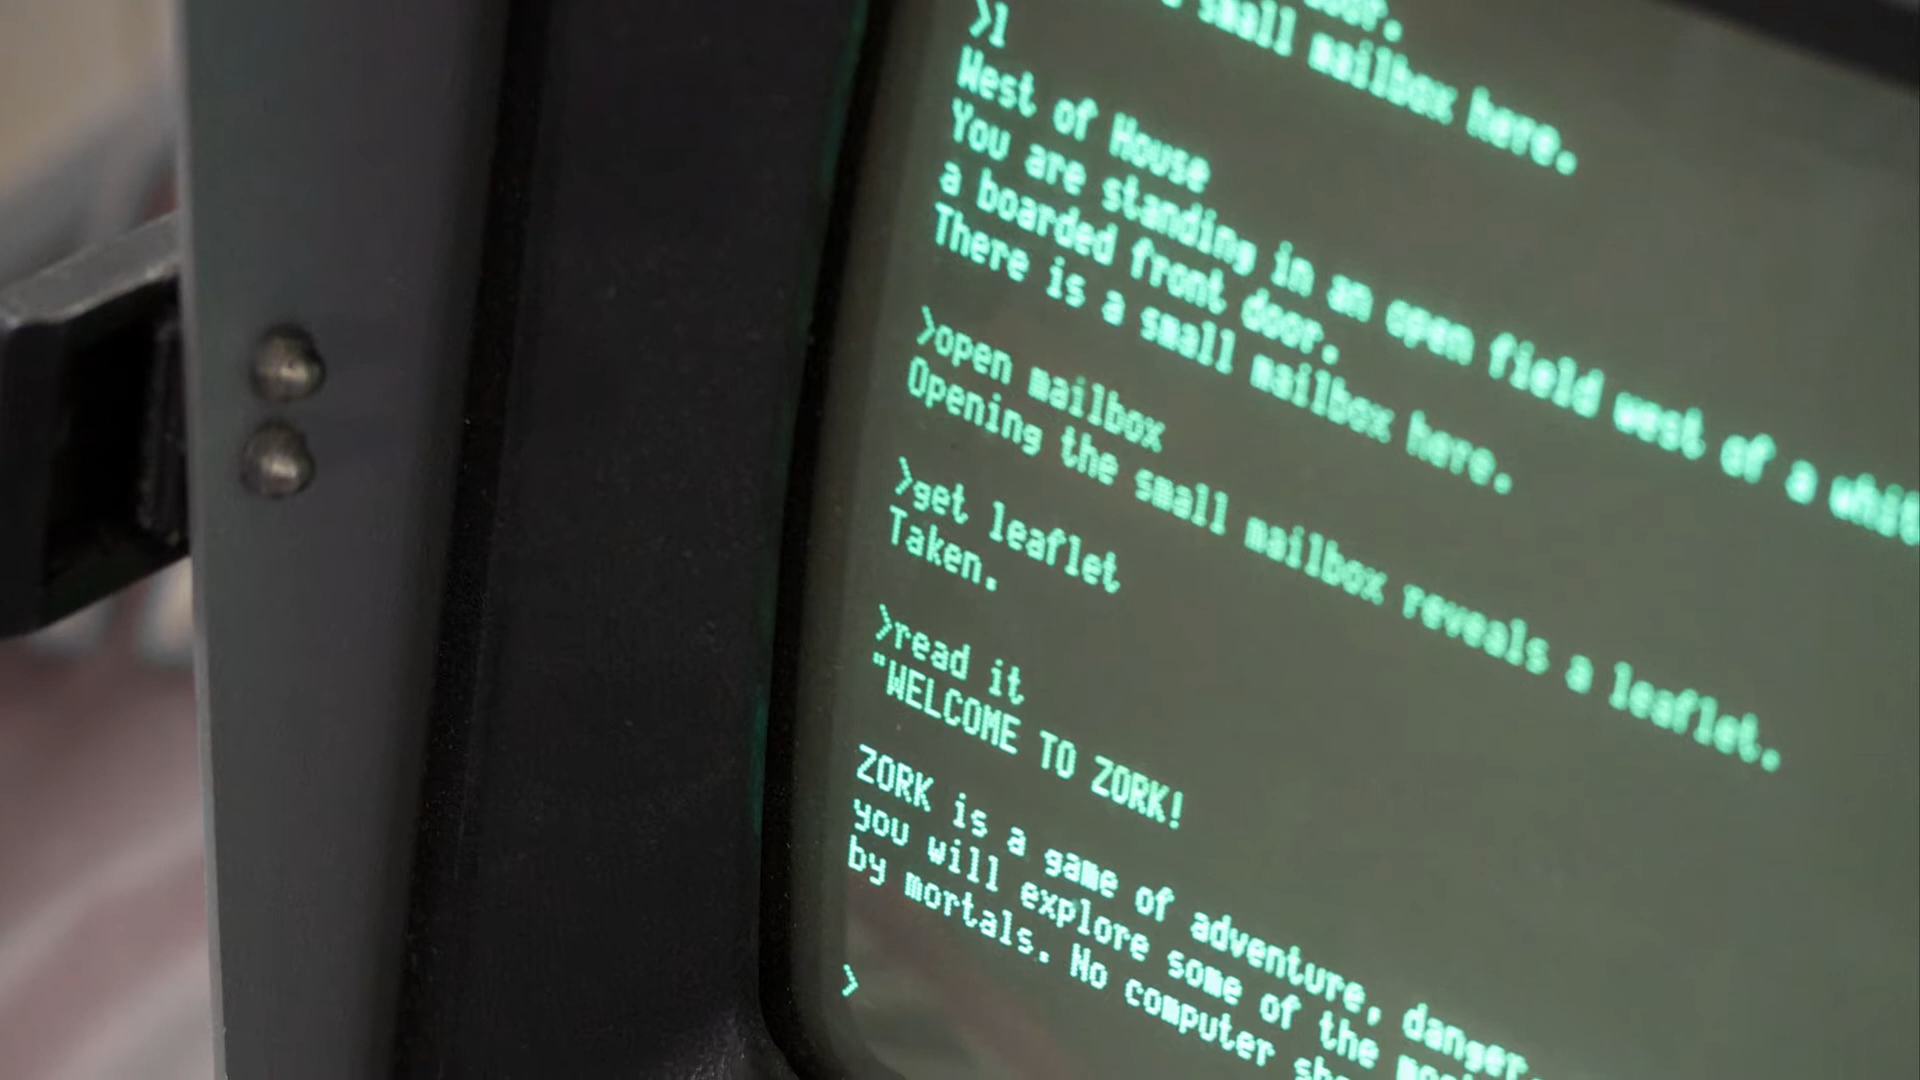 door.
small mailbox here.
>l
West of House
You are standing in an open field west of a whit
a boarded front door.
There is a small mailbox here.
>open mailbox
Opening the small mailbox reveals a leaflet.
>get leaflet
Taken.
>read it
"WELCOME TO ZORK!
ZORK is a game of adventure, danger,
you will explore some of the
by mortals. No computer
>